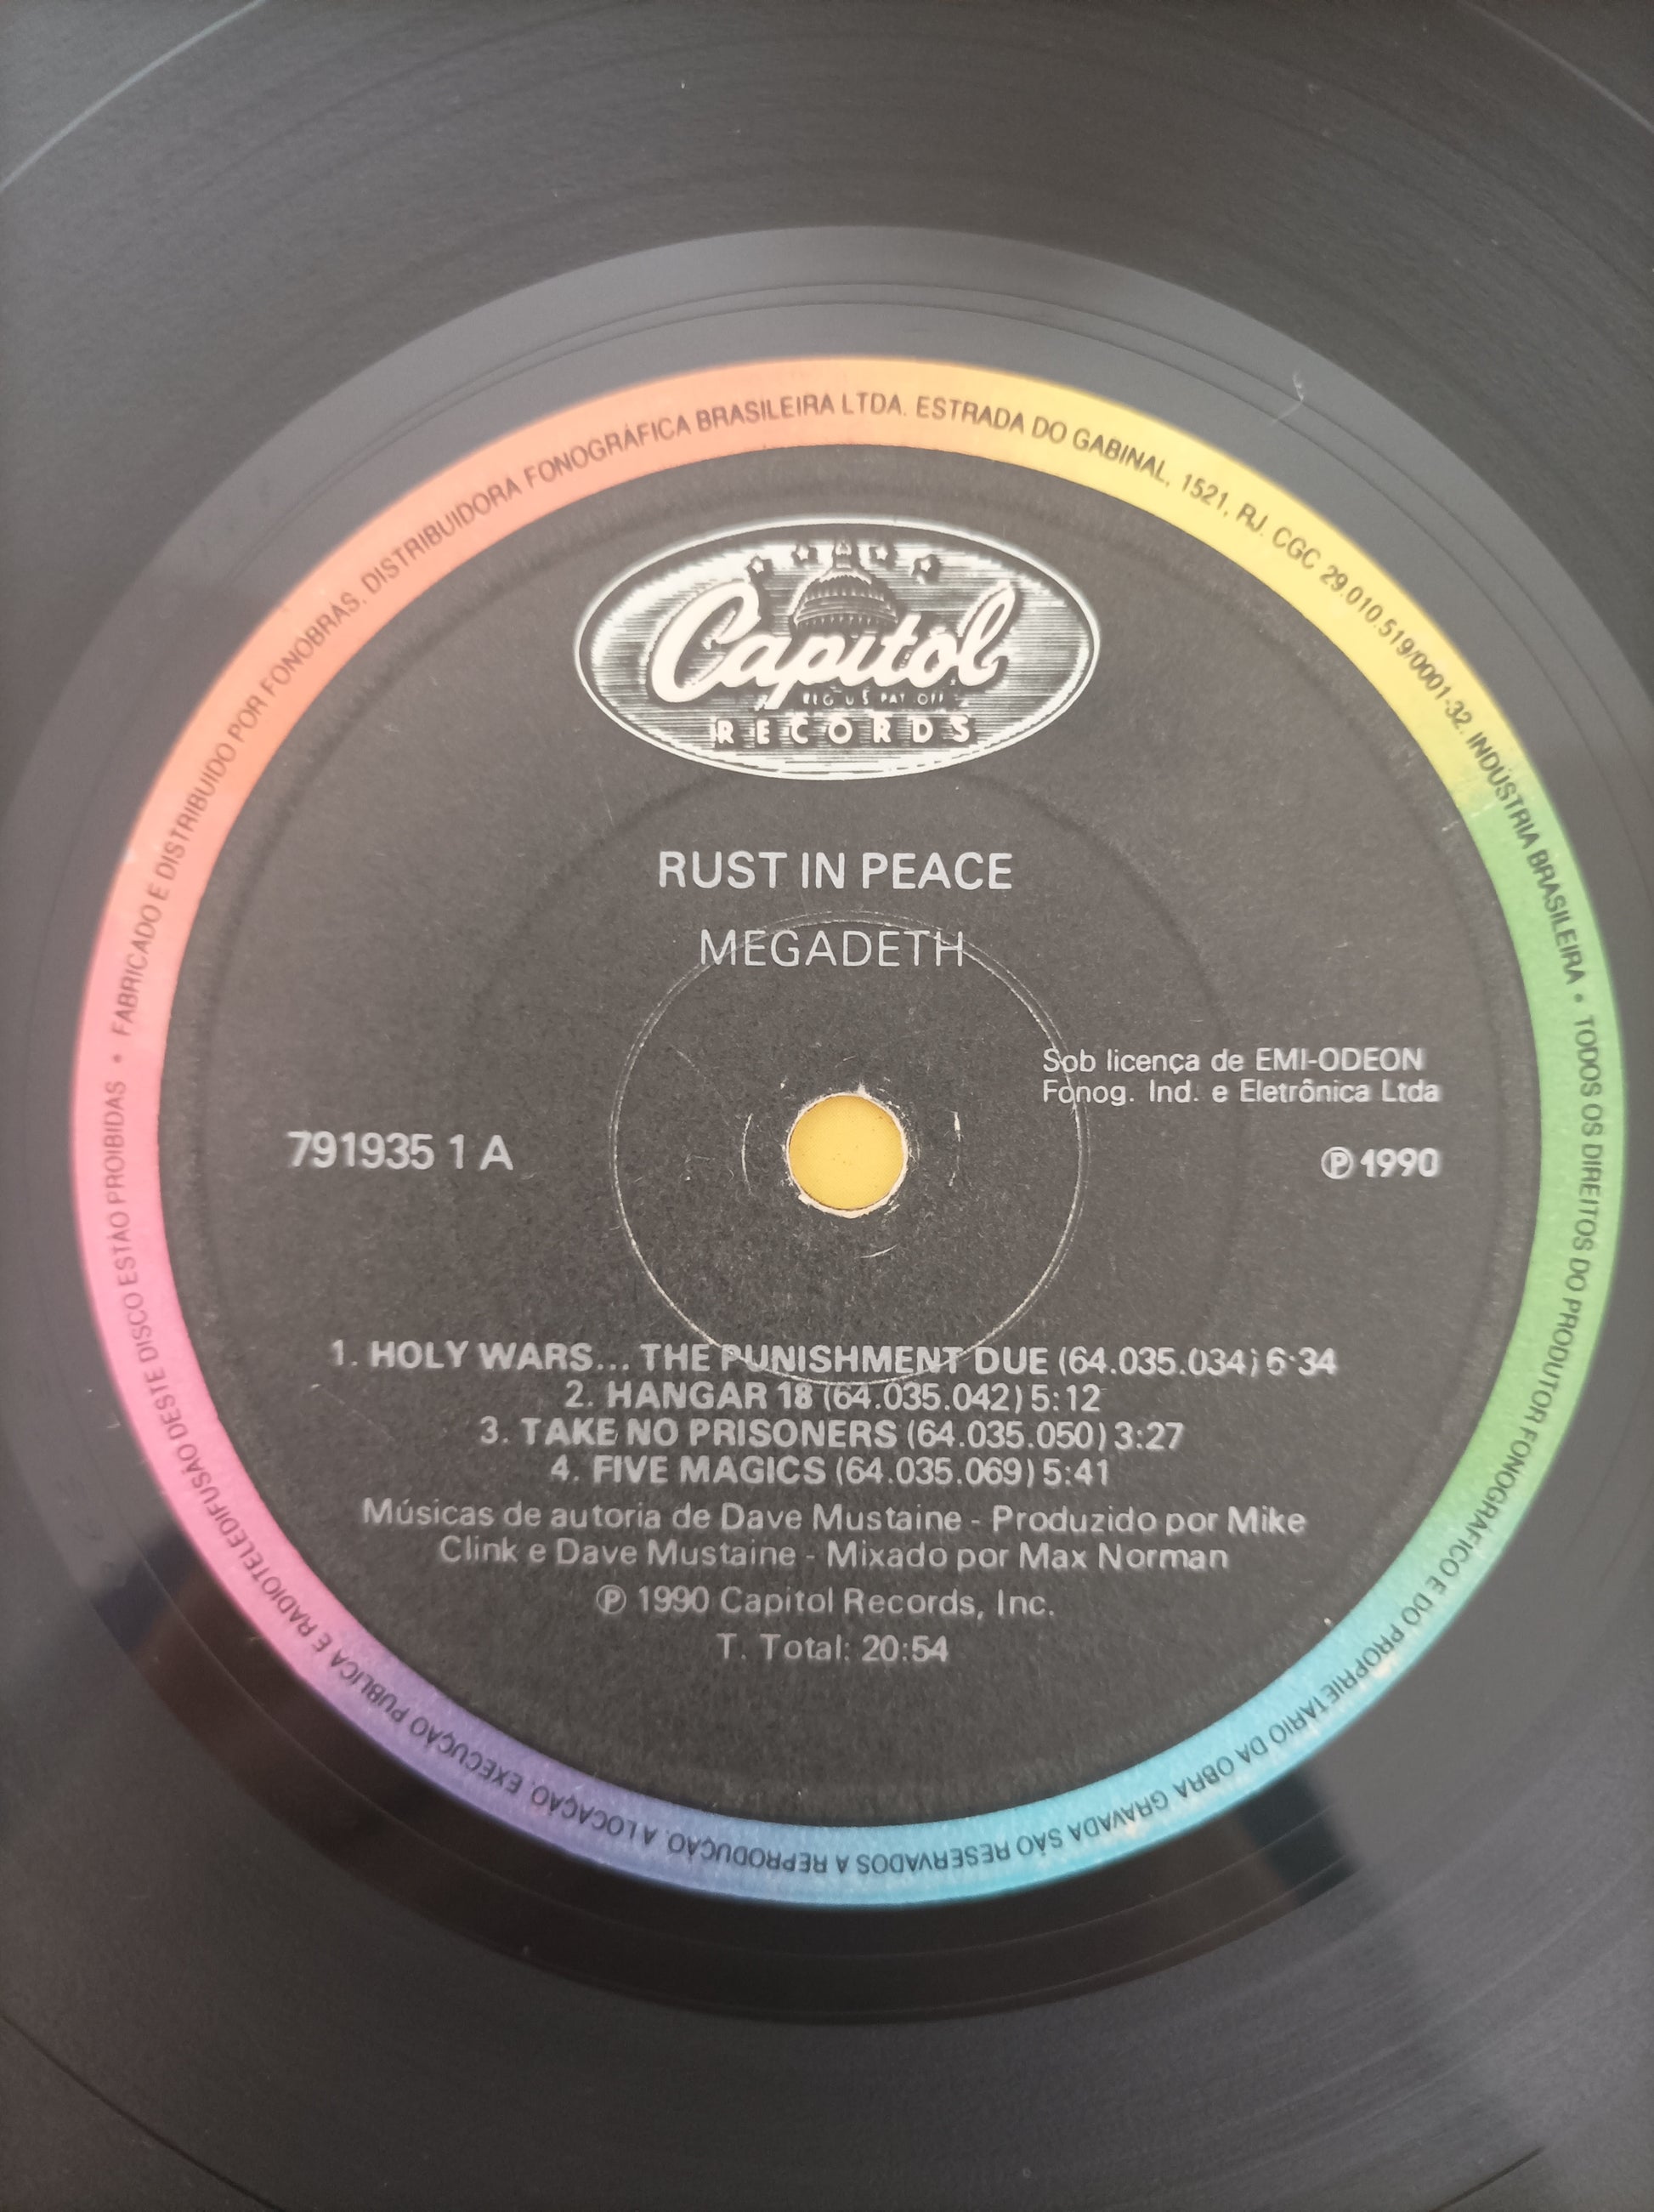 FABRICADO E DISTRIBUIDO POR FONOBRAS. DISTRIBUIDORA FONOGRÁFICA BRASILEIRA LTDA. ESTRADA DO GABINAL, 1521, RJ. CGC 29.010.519/0001-32. INDÚSTRIA BRASILEIRA • TODOS OS DIREITOS DO PRODUTOR FONOGRÁFICO E DO PROPRIETÁRIO DA OBRA GRAVADA SÃO RESERVADOS A REPRODUÇÃO. A LOCAÇÃO. EXECUÇÃO PUBLICA E RADIOTELEDIFUSÃO DESTE DISCO ESTÃO PROIBIDAS •
Capitol
REG US PAT OFF
RECORDS
RUST IN PEACE
MEGADETH
Sob licença de EMI-ODEON
Fonog. Ind. e Eletrônica Ltda
791935 1 A
℗ 1990
1. HOLY WARS... THE PUNISHMENT DUE (64.035.034) 6:34
2. HANGAR 18 (64.035.042) 5:12
3. TAKE NO PRISONERS (64.035.050) 3:27
4. FIVE MAGICS (64.035.069) 5:41
Músicas de autoria de Dave Mustaine - Produzido por Mike
Clink e Dave Mustaine - Mixado por Max Norman
℗ 1990 Capitol Records, Inc.
T. Total: 20:54